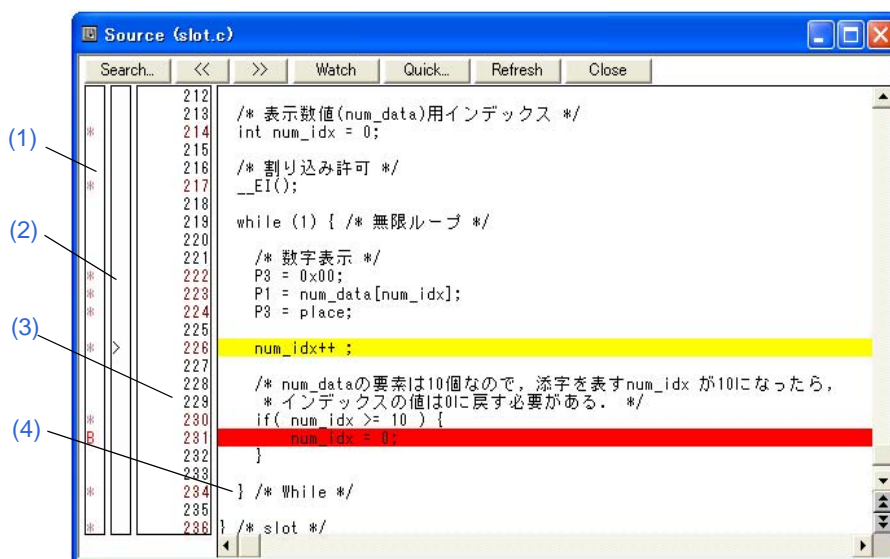 Source (slot.c)
Search... << >> Watch Quick... Refresh Close
212
213 /* 表示数値(num_data)用インデックス */
* 214 int num_idx = 0;
(1)
215
216 /* 割り込み許可 */
* 217 __EI();
218
219 while (1) { /* 無限ループ */
(2)
220
221 /* 数字表示 */
* 222 P3 = 0x00;
* 223 P1 = num_data[num_idx];
* 224 P3 = place;
(3)
225
* > 226 num_idx++ ;
227
228 /* num_dataの要素は10個なので，添字を表すnum_idx が10になったら，
229 * インデックスの値は0に戻す必要がある． */
* 230 if( num_idx >= 10 ) {
(4)
B 231 num_idx = 0;
232 }
233
* 234 } /* While */
235
* 236 } /* slot */